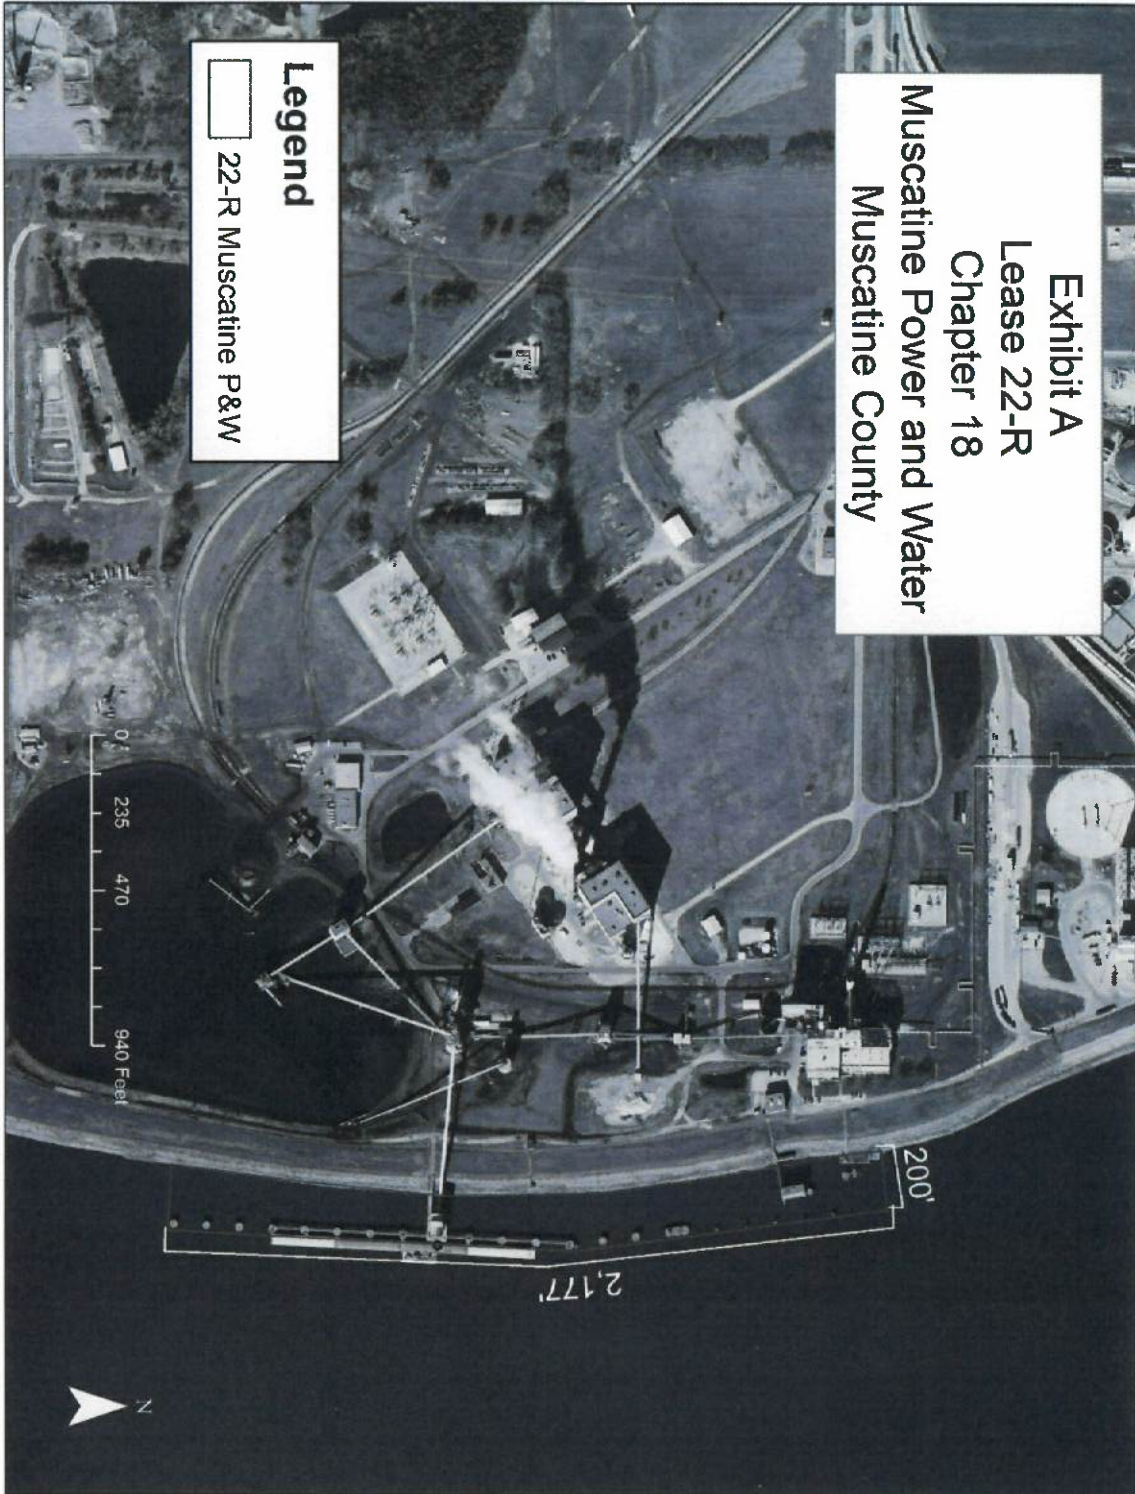 Exhibit A
Lease 22-R
Chapter 18
Muscatine Power and Water
Muscatine County
Legend
22-R Muscatine P&W
200'
2,177'
0 235 470 940 Feet
N